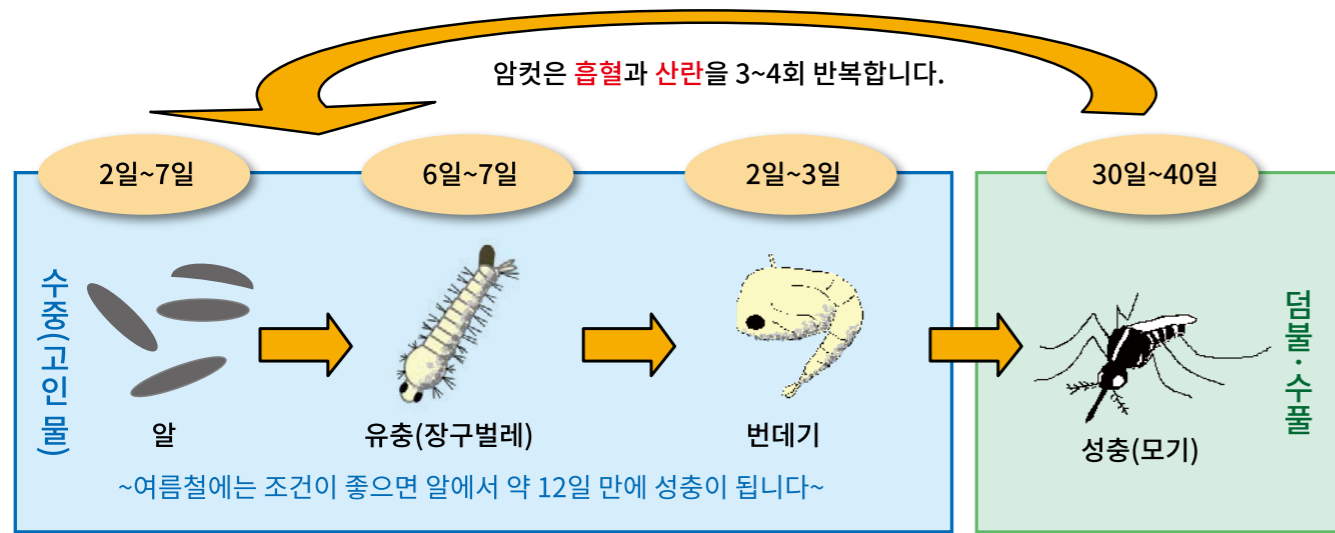 암컷은 흡혈과 산란을 3~4회 반복합니다.
2일~7일
6일~7일
2일~3일
30일~40일
수중(고인 물)
알
유충(장구벌레)
번데기
성충(모기)
덤불·수풀
~여름철에는 조건이 좋으면 알에서 약 12일 만에 성충이 됩니다~